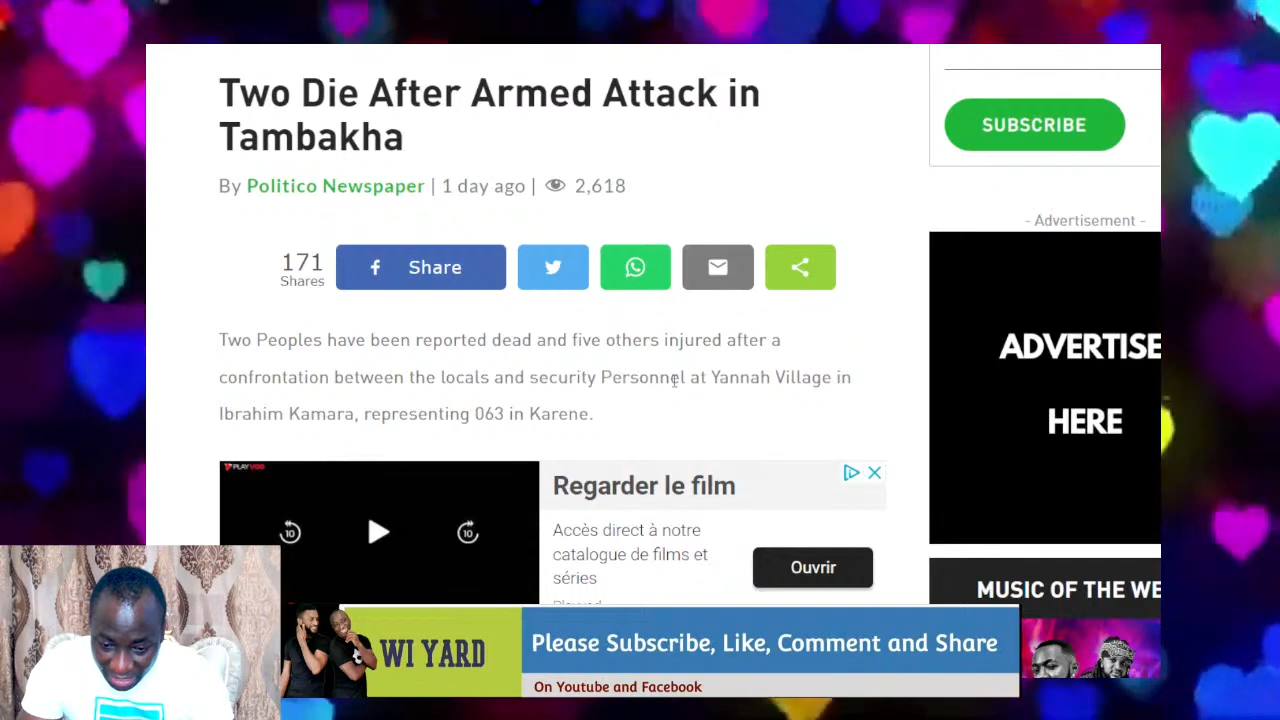 Two Die After Armed Attack in
Tambakha
By Politico Newspaper | 1 day ago | 2,618
SUBSCRIBE
- Advertisement -
171
Shares
Share
Two Peoples have been reported dead and five others injured after a
confrontation between the locals and security Personnel at Yannah Village in
Ibrahim Kamara, representing 063 in Karene.
ADVERTISE
HERE
PLAYVOD
10
10
Regarder le film
Accès direct à notre
catalogue de films et
séries
Ouvrir
MUSIC OF THE WE
WI YARD
Please Subscribe, Like, Comment and Share
On Youtube and Facebook